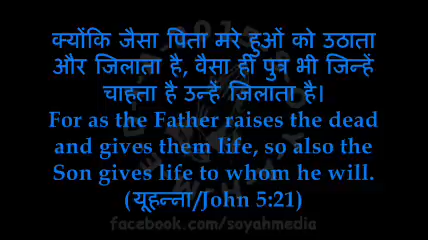 क्योंकि जैसा पिता मरे हुओं को उठाता
और जिलाता है, वैसा ही पुत्र भी जिन्हें
चाहता है उन्हें जिलाता है।
For as the Father raises the dead
and gives them life, so also the
Son gives life to whom he will.
(यूहन्ना/John 5:21)
facebook.com/soyahmedia